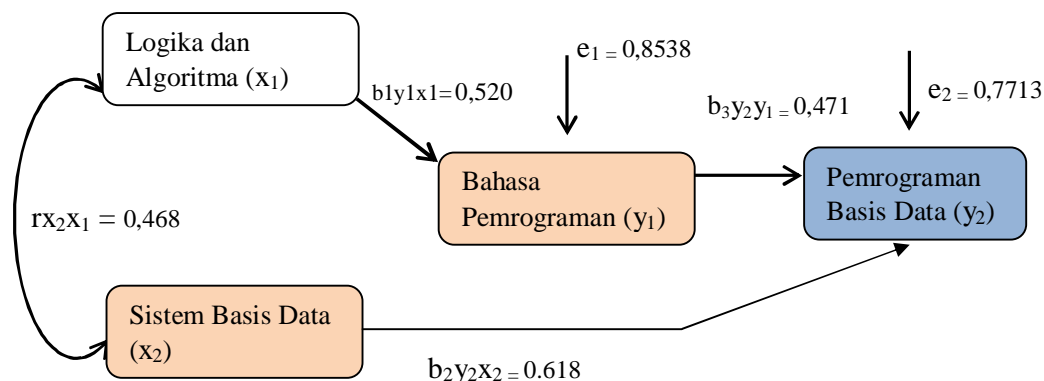 Logika dan
Algoritma (x₁)
e₁ = 0,8538
b1y1x1=0,520
e₂ = 0,7713
b₃y₂y₁ = 0,471
Bahasa
Pemrograman (y₁)
Pemrograman
Basis Data (y₂)
rx₂x₁ = 0,468
Sistem Basis Data
(x₂)
b₂y₂x₂ = 0.618